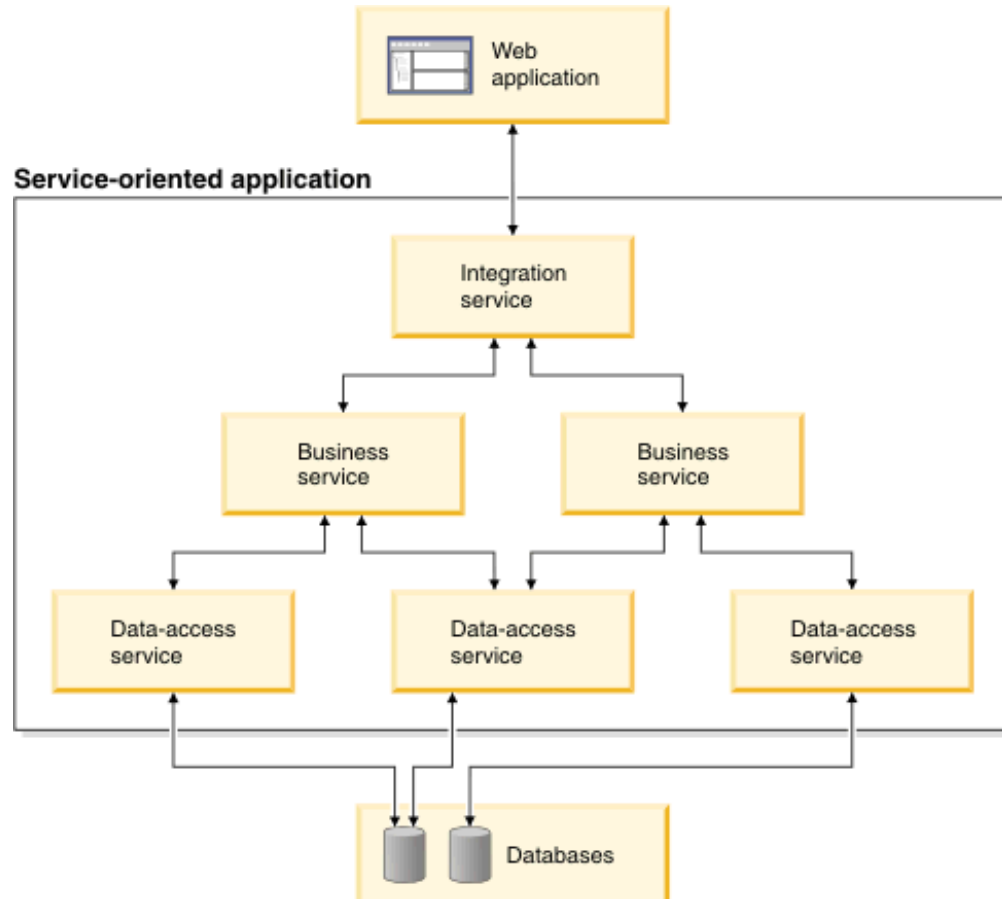 Web
application
Service-oriented application
Integration
service
Business
service
Business
service
Data-access
service
Data-access
service
Data-access
service
Databases